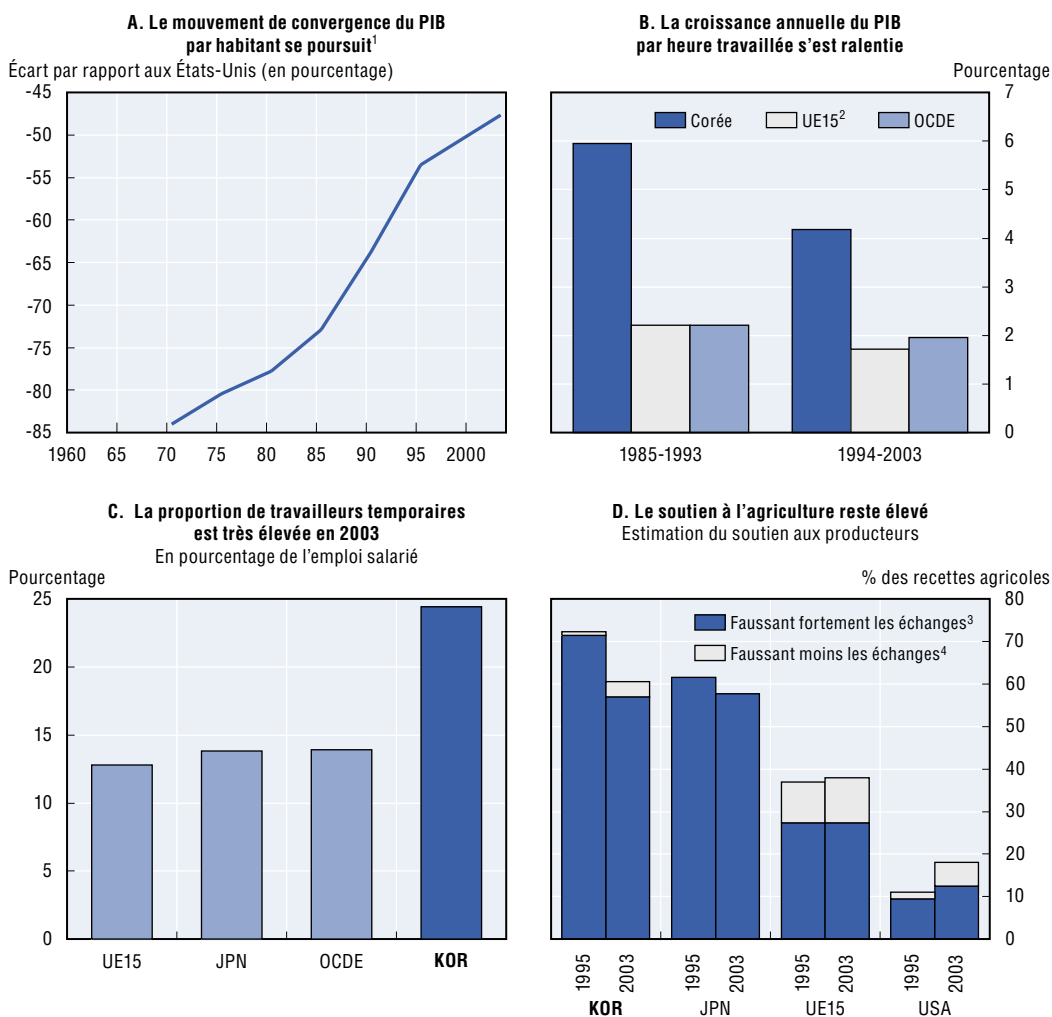 A. Le mouvement de convergence du PIB
par habitant se poursuit¹
Écart par rapport aux États-Unis (en pourcentage)
-45
-50
-55
-60
-65
-70
-75
-80
-85
1960 65 70 75 80 85 90 95 2000
B. La croissance annuelle du PIB
par heure travaillée s'est ralentie
Pourcentage
7
Corée UE15² OCDE
6
5
4
3
2
1
0
1985-1993 1994-2003
C. La proportion de travailleurs temporaires
est très élevée en 2003
En pourcentage de l'emploi salarié
Pourcentage
25
20
15
10
5
0
UE15 JPN OCDE KOR
D. Le soutien à l'agriculture reste élevé
Estimation du soutien aux producteurs
% des recettes agricoles
80
Faussant fortement les échanges³
70
Faussant moins les échanges⁴
60
50
40
30
20
10
0
1995 2003 1995 2003 1995 2003 1995 2003
KOR JPN UE15 USA